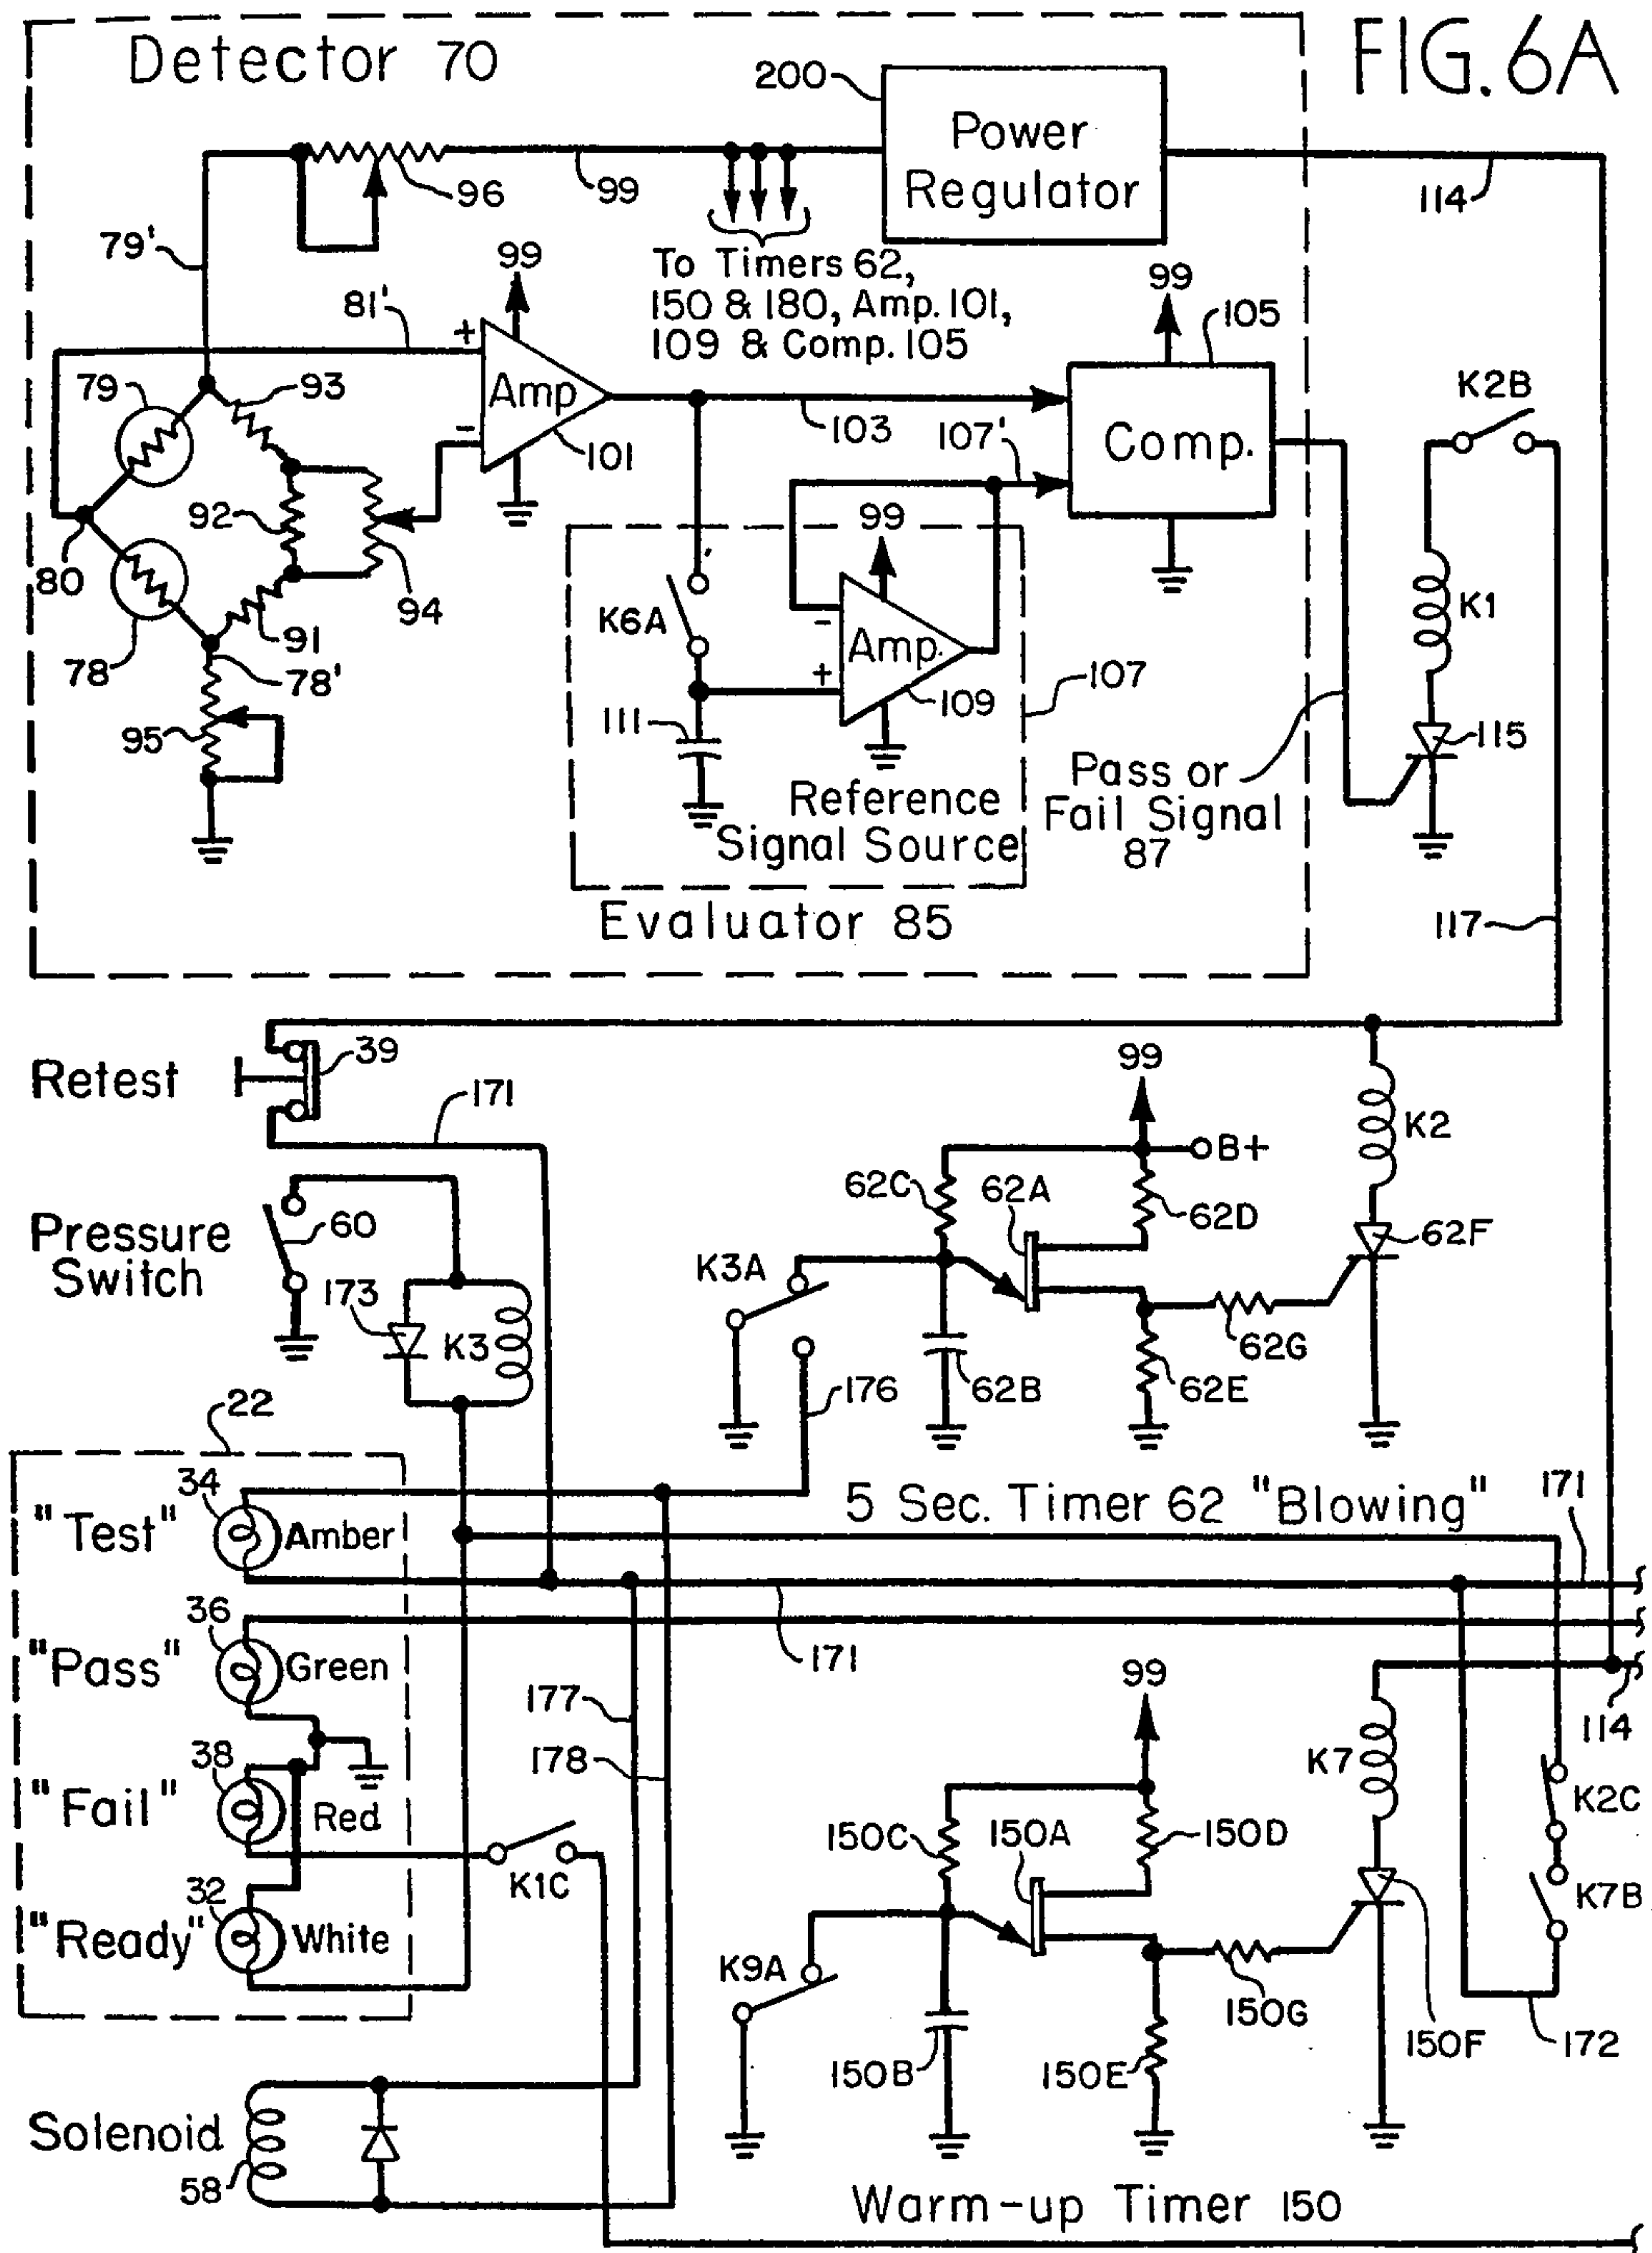 FIG. 6A
Detector 70
200
Power
Regulator
96
99
114
79'
To Timers 62,
150 & 180, Amp. 101,
109 & Comp. 105
99
99
81'
105
79
93
+
Amp
-
101
103
107'
Comp.
K2B
92
80
94
99
K6A
-
Amp.
+
109
107
K1
91
78
78'
95
111
115
Reference
Signal Source
Pass or
Fail Signal
87
Evaluator 85
117
Retest
39
171
99
B+
K2
62C
62A
62D
62F
Pressure
Switch
60
K3A
173
K3
62G
62B
62E
176
22
34
"Test"
Amber
5 Sec. Timer 62 "Blowing"
171
36
"Pass"
Green
171
99
177
114
178
38
"Fail"
Red
K7
K2C
150C
150A
150D
K1C
K7B
32
"Ready"
White
K9A
150G
150F
172
150B
150E
Solenoid
58
Warm-up Timer 150